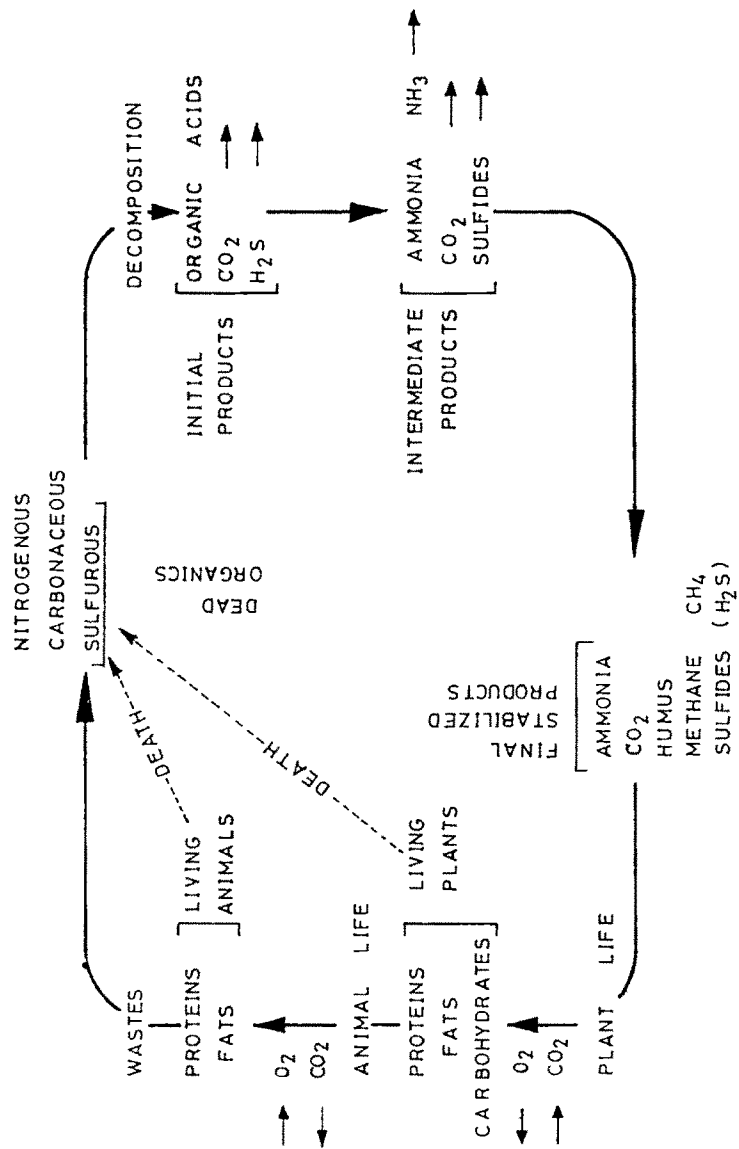 NITROGENOUS
CARBONACEOUS
SULFUROUS
DEAD
ORGANICS
DECOMPOSITION
INITIAL
PRODUCTS
ORGANIC ACIDS
CO2
H2S
INTERMEDIATE
PRODUCTS
AMMONIA NH3
CO2
SULFIDES
FINAL
STABILIZED
PRODUCTS
AMMONIA
CO2
HUMUS
METHANE CH4
SULFIDES (H2S)
PLANT LIFE
O2
CO2
PROTEINS
FATS
CARBOHYDRATES
LIVING
PLANTS
DEATH
ANIMAL LIFE
O2
CO2
PROTEINS
FATS
LIVING
ANIMALS
DEATH
WASTES